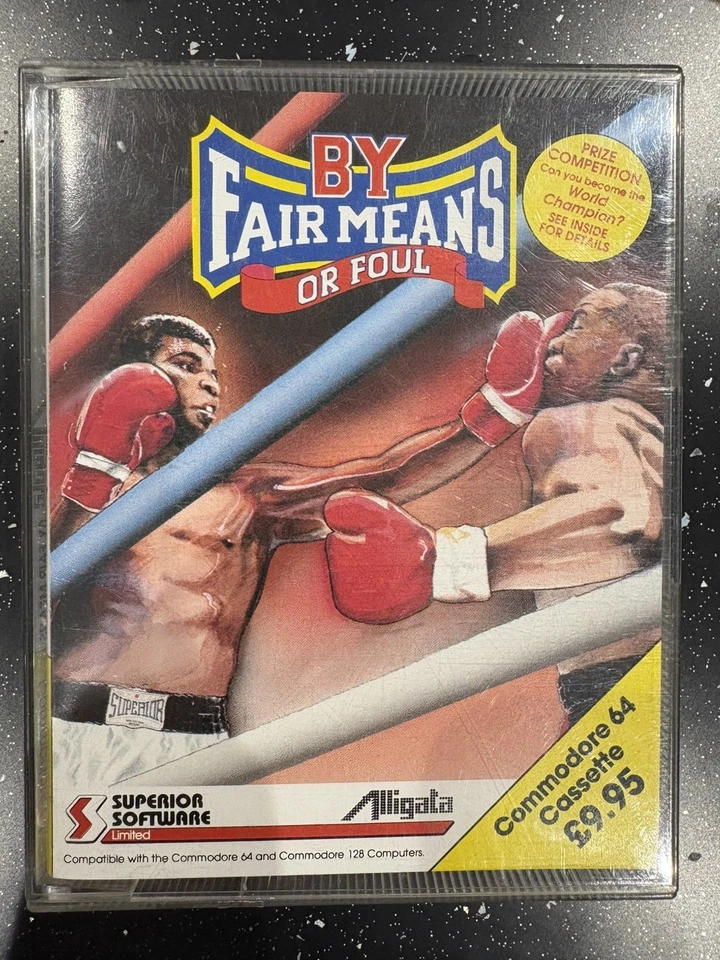 BY
FAIR MEANS
OR FOUL
PRIZE
COMPETITION
Can you become the
World
Champion?
SEE INSIDE
FOR DETAILS
SUPERIOR
SUPERIOR
SOFTWARE
Limited
Alligata
Compatible with the Commodore 64 and Commodore 128 Computers.
Commodore 64
Cassette
£9.95